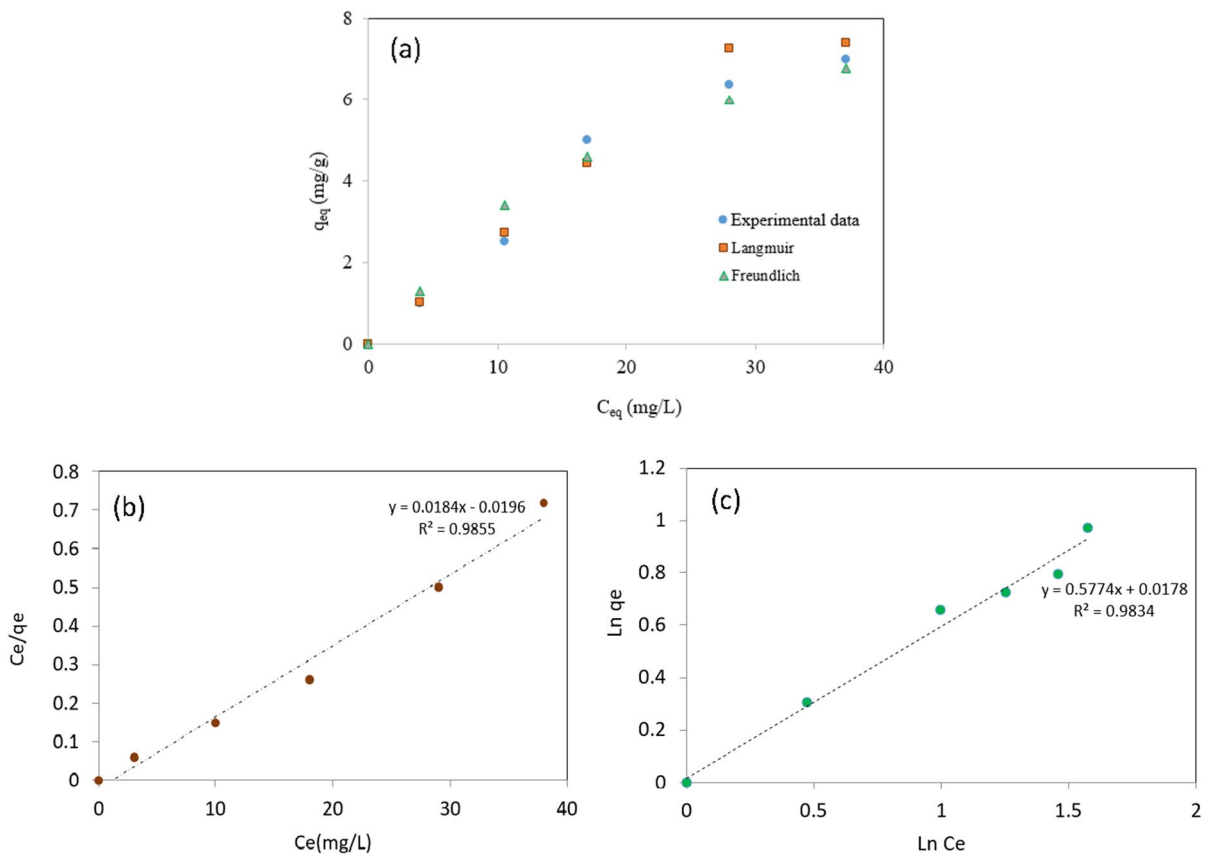 (a)
8
6
4
2
0
q_eq (mg/g)
0 10 20 30 40
C_eq (mg/L)
Experimental data
Langmuir
Freundlich
(b)
0.8
0.7
0.6
0.5
0.4
0.3
0.2
0.1
0
Ce/qe
y = 0.0184x - 0.0196
R² = 0.9855
0 10 20 30 40
Ce(mg/L)
(c)
1.2
1
0.8
0.6
0.4
0.2
0
Ln qe
y = 0.5774x + 0.0178
R² = 0.9834
0 0.5 1 1.5 2
Ln Ce